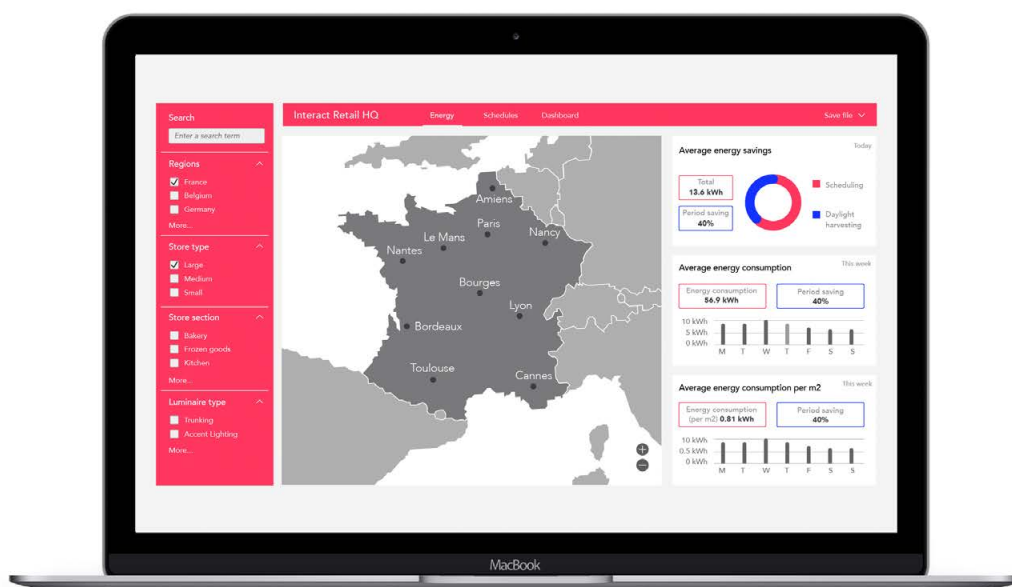 Search
Enter a search term
Regions
France
Belgium
Germany
More...
Store type
Large
Medium
Small
Store section
Bakery
Frozen goods
Kitchen
More...
Luminaire type
Trunking
Accent Lighting
More...
Interact Retail HQ
Energy
Schedules
Dashboard
Save file
Amiens
Paris
Le Mans
Nancy
Nantes
Bourges
Lyon
Bordeaux
Toulouse
Cannes
Average energy savings
Today
Total
13.6 kWh
Period saving
40%
Scheduling
Daylight
harvesting
Average energy consumption
This week
Energy consumption
56.9 kWh
Period saving
40%
10 kWh
5 kWh
0 kWh
M T W T F S S
Average energy consumption per m2
This week
Energy consumption
(per m2) 0.81 kWh
Period saving
40%
10 kWh
0.5 kWh
0 kWh
M T W T F S S
MacBook